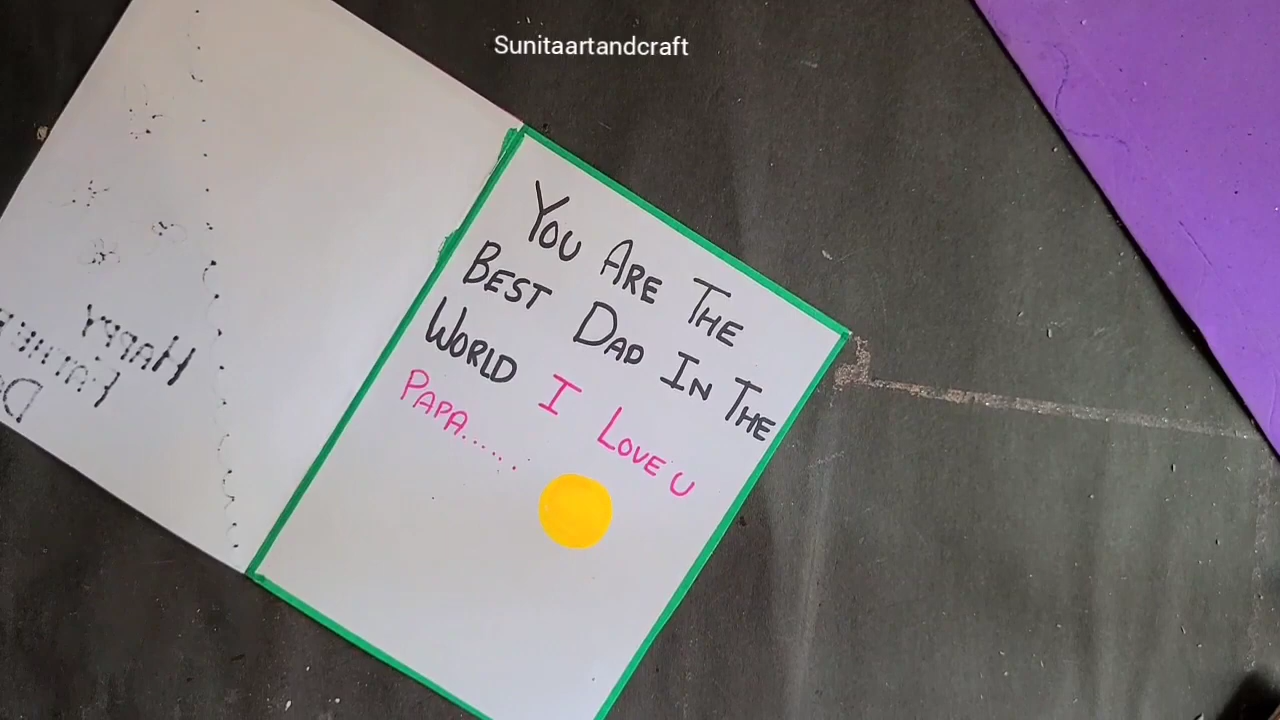 Sunitaartandcraft
YOU ARE THE
BEST DAD IN THE
WORLD I LOVE U
PAPA......
HAPPY